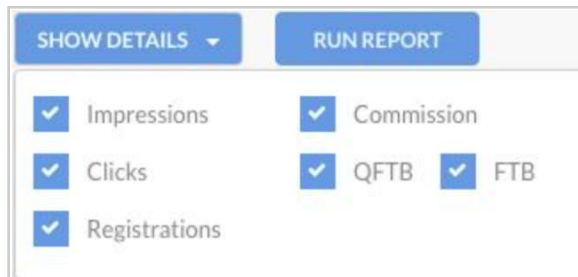 SHOW DETAILS RUN REPORT
Impressions Commission
Clicks QFTB FTB
Registrations